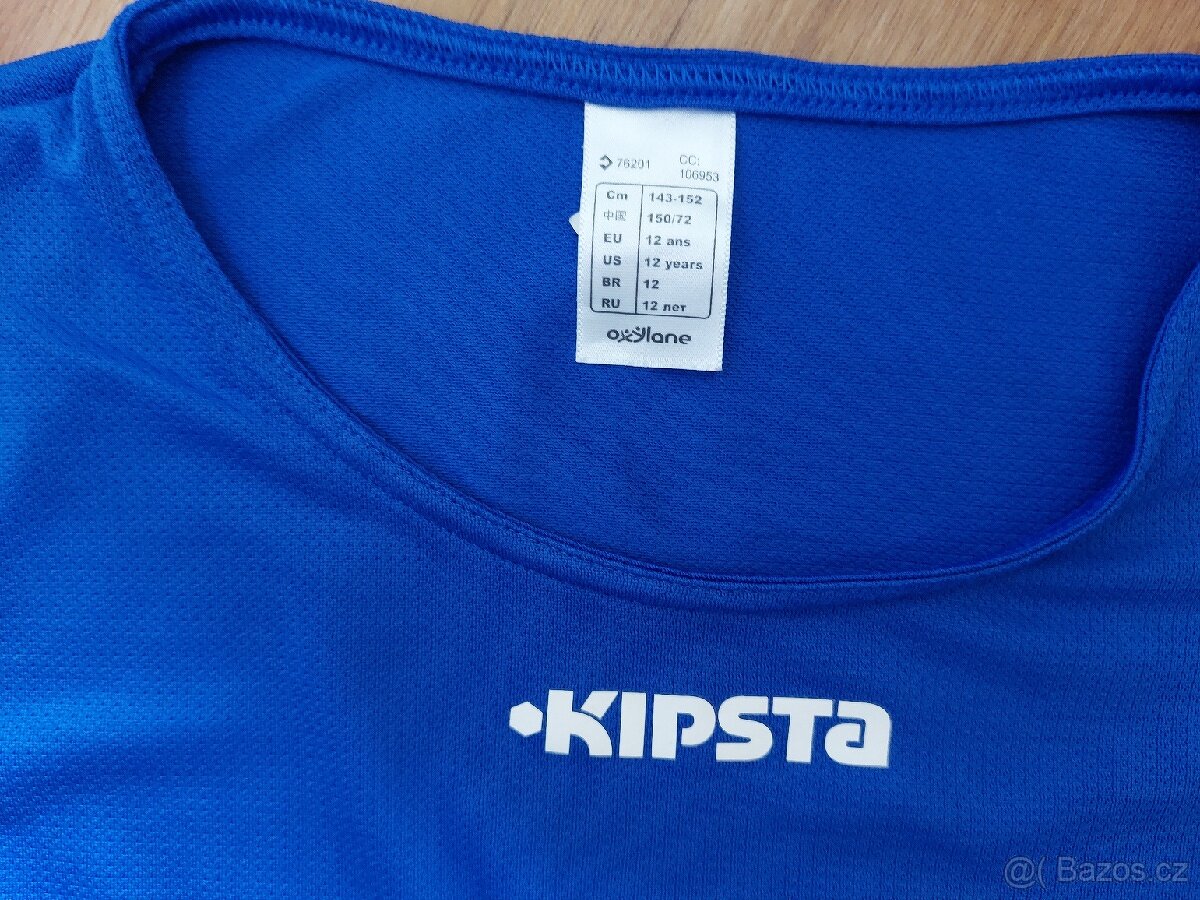 76201 CC:
106953
Cm 143-152
中国 150/72
EU 12 ans
US 12 years
BR 12
RU 12 лет
oxylane
KIPSTA
@( Bazos.cz